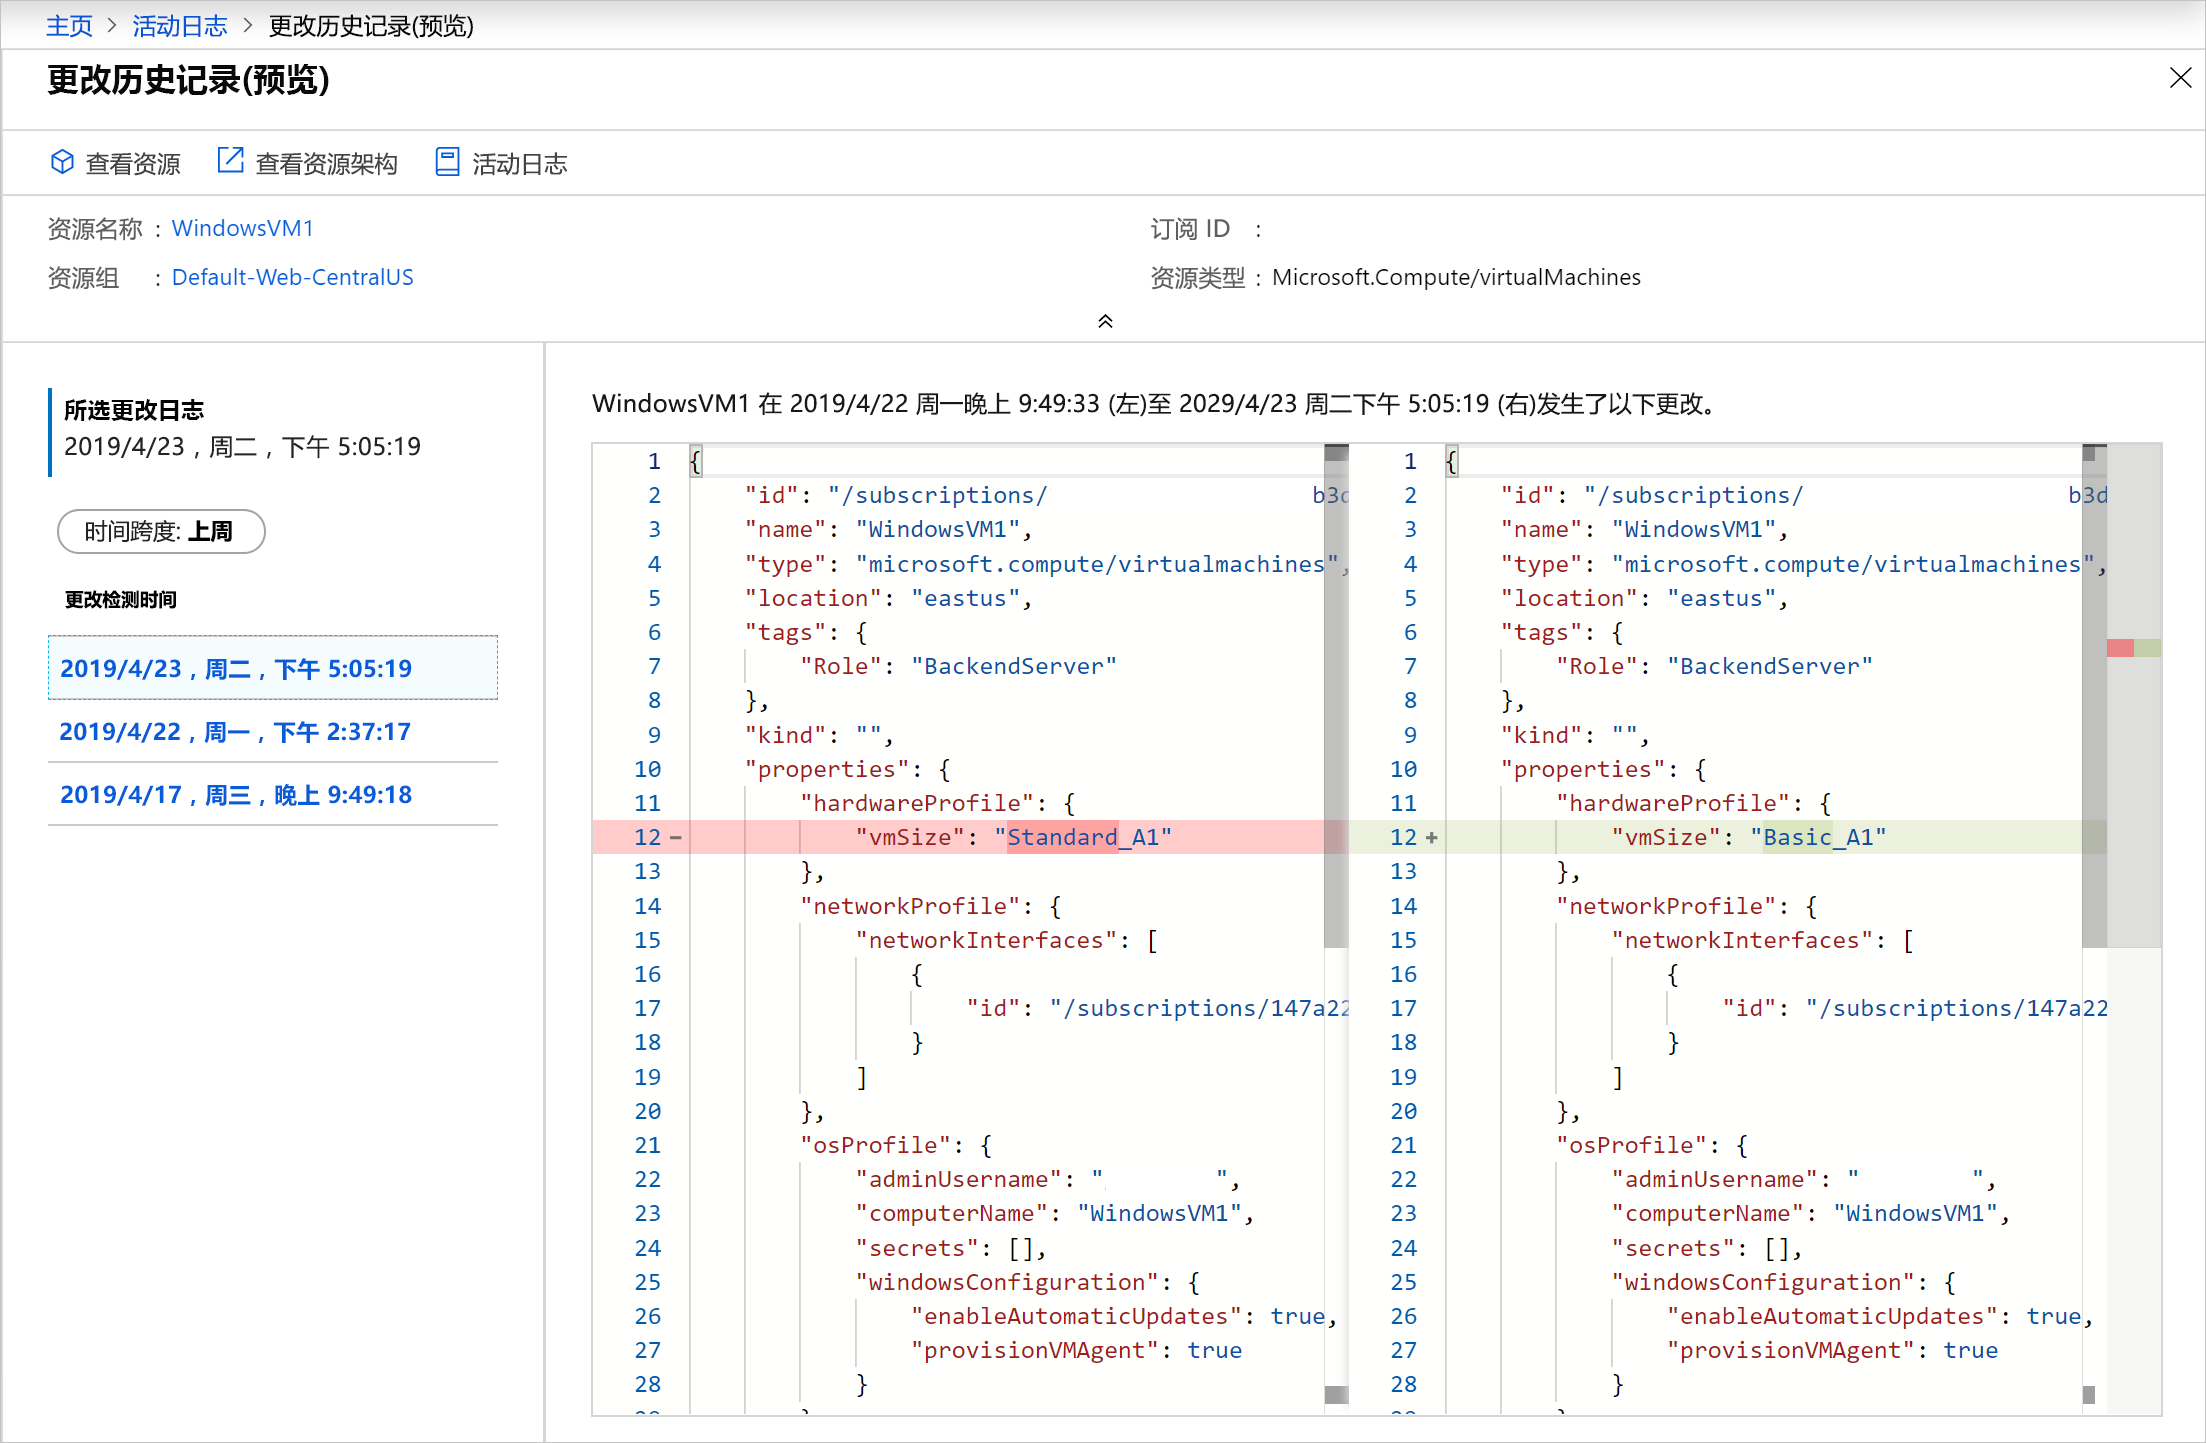 主页 > 活动日志 > 更改历史记录(预览)
更改历史记录(预览)
查看资源 查看资源架构 活动日志
资源名称 : WindowsVM1
订阅 ID :
资源组 : Default-Web-CentralUS
资源类型 : Microsoft.Compute/virtualMachines
所选更改日志
2019/4/23，周二，下午 5:05:19
时间跨度: 上周
更改检测时间
2019/4/23，周二，下午 5:05:19
2019/4/22，周一，下午 2:37:17
2019/4/17，周三，晚上 9:49:18
WindowsVM1 在 2019/4/22 周一晚上 9:49:33 (左)至 2029/4/23 周二下午 5:05:19 (右)发生了以下更改。
1 {
2 "id": "/subscriptions/ b3d
3 "name": "WindowsVM1",
4 "type": "microsoft.compute/virtualmachines",
5 "location": "eastus",
6 "tags": {
7 "Role": "BackendServer"
8 },
9 "kind": "",
10 "properties": {
11 "hardwareProfile": {
12 - "vmSize": "Standard_A1"
13 },
14 "networkProfile": {
15 "networkInterfaces": [
16 {
17 "id": "/subscriptions/147a22
18 }
19 ]
20 },
21 "osProfile": {
22 "adminUsername": " ",
23 "computerName": "WindowsVM1",
24 "secrets": [],
25 "windowsConfiguration": {
26 "enableAutomaticUpdates": true,
27 "provisionVMAgent": true
28 }
1 {
2 "id": "/subscriptions/ b3d
3 "name": "WindowsVM1",
4 "type": "microsoft.compute/virtualmachines",
5 "location": "eastus",
6 "tags": {
7 "Role": "BackendServer"
8 },
9 "kind": "",
10 "properties": {
11 "hardwareProfile": {
12 + "vmSize": "Basic_A1"
13 },
14 "networkProfile": {
15 "networkInterfaces": [
16 {
17 "id": "/subscriptions/147a22
18 }
19 ]
20 },
21 "osProfile": {
22 "adminUsername": " ",
23 "computerName": "WindowsVM1",
24 "secrets": [],
25 "windowsConfiguration": {
26 "enableAutomaticUpdates": true,
27 "provisionVMAgent": true
28 }